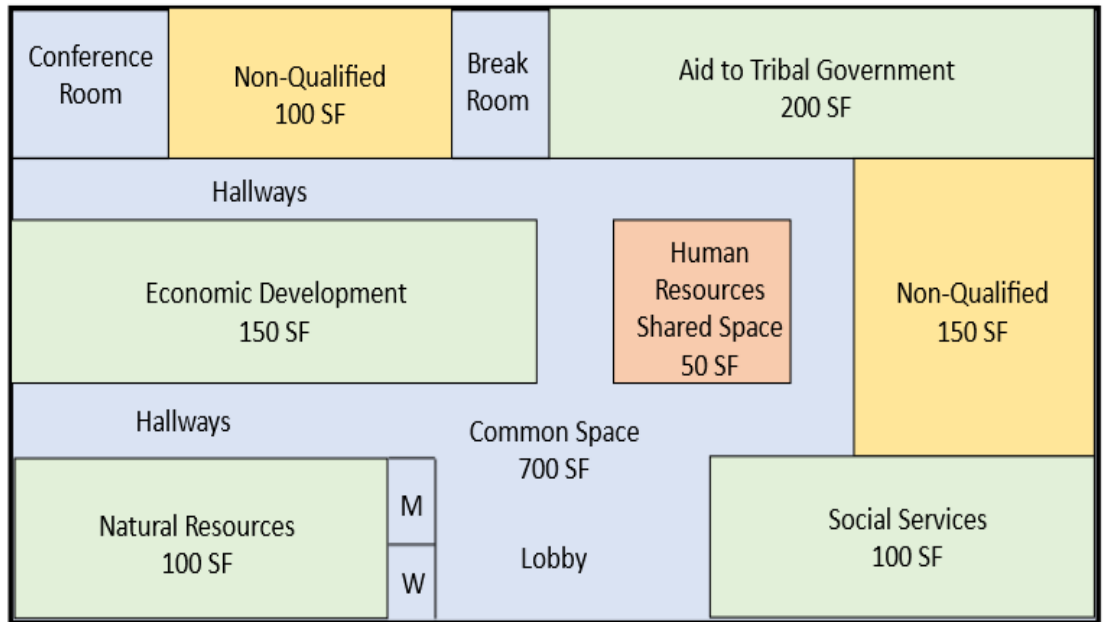 Conference
Room
Non-Qualified
100 SF
Break
Room
Aid to Tribal Government
200 SF
Hallways
Economic Development
150 SF
Human
Resources
Shared Space
50 SF
Non-Qualified
150 SF
Hallways
Common Space
700 SF
Natural Resources
100 SF
M
W
Lobby
Social Services
100 SF